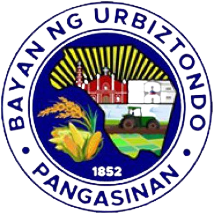 BAYAN NG URBIZTONDO
1852
• PANGASINAN •